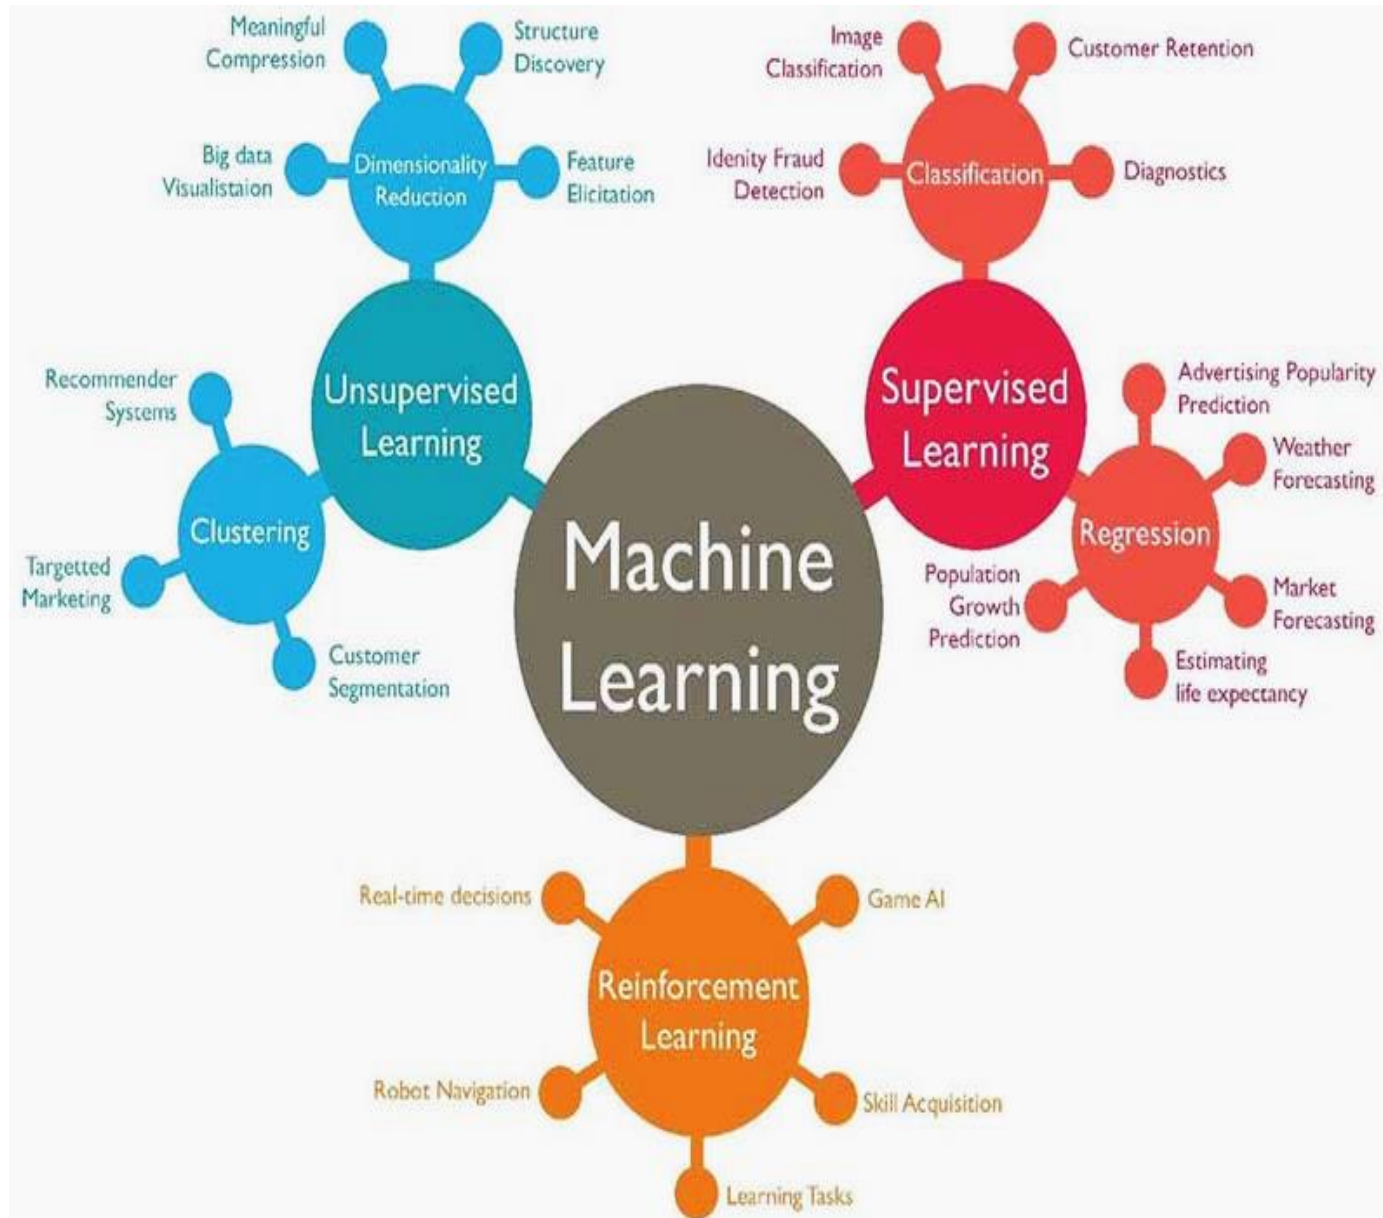 Meaningful
Compression
Structure
Discovery
Big data
Visualistaion
Dimensionality
Reduction
Feature
Elicitation
Image
Classification
Customer Retention
Idenity Fraud
Detection
Classification
Diagnostics
Unsupervised
Learning
Recommender
Systems
Clustering
Targetted
Marketing
Customer
Segmentation
Supervised
Learning
Advertising Popularity
Prediction
Weather
Forecasting
Regression
Population
Growth
Prediction
Market
Forecasting
Estimating
life expectancy
Machine
Learning
Real-time decisions
Game AI
Reinforcement
Learning
Robot Navigation
Skill Acquisition
Learning Tasks